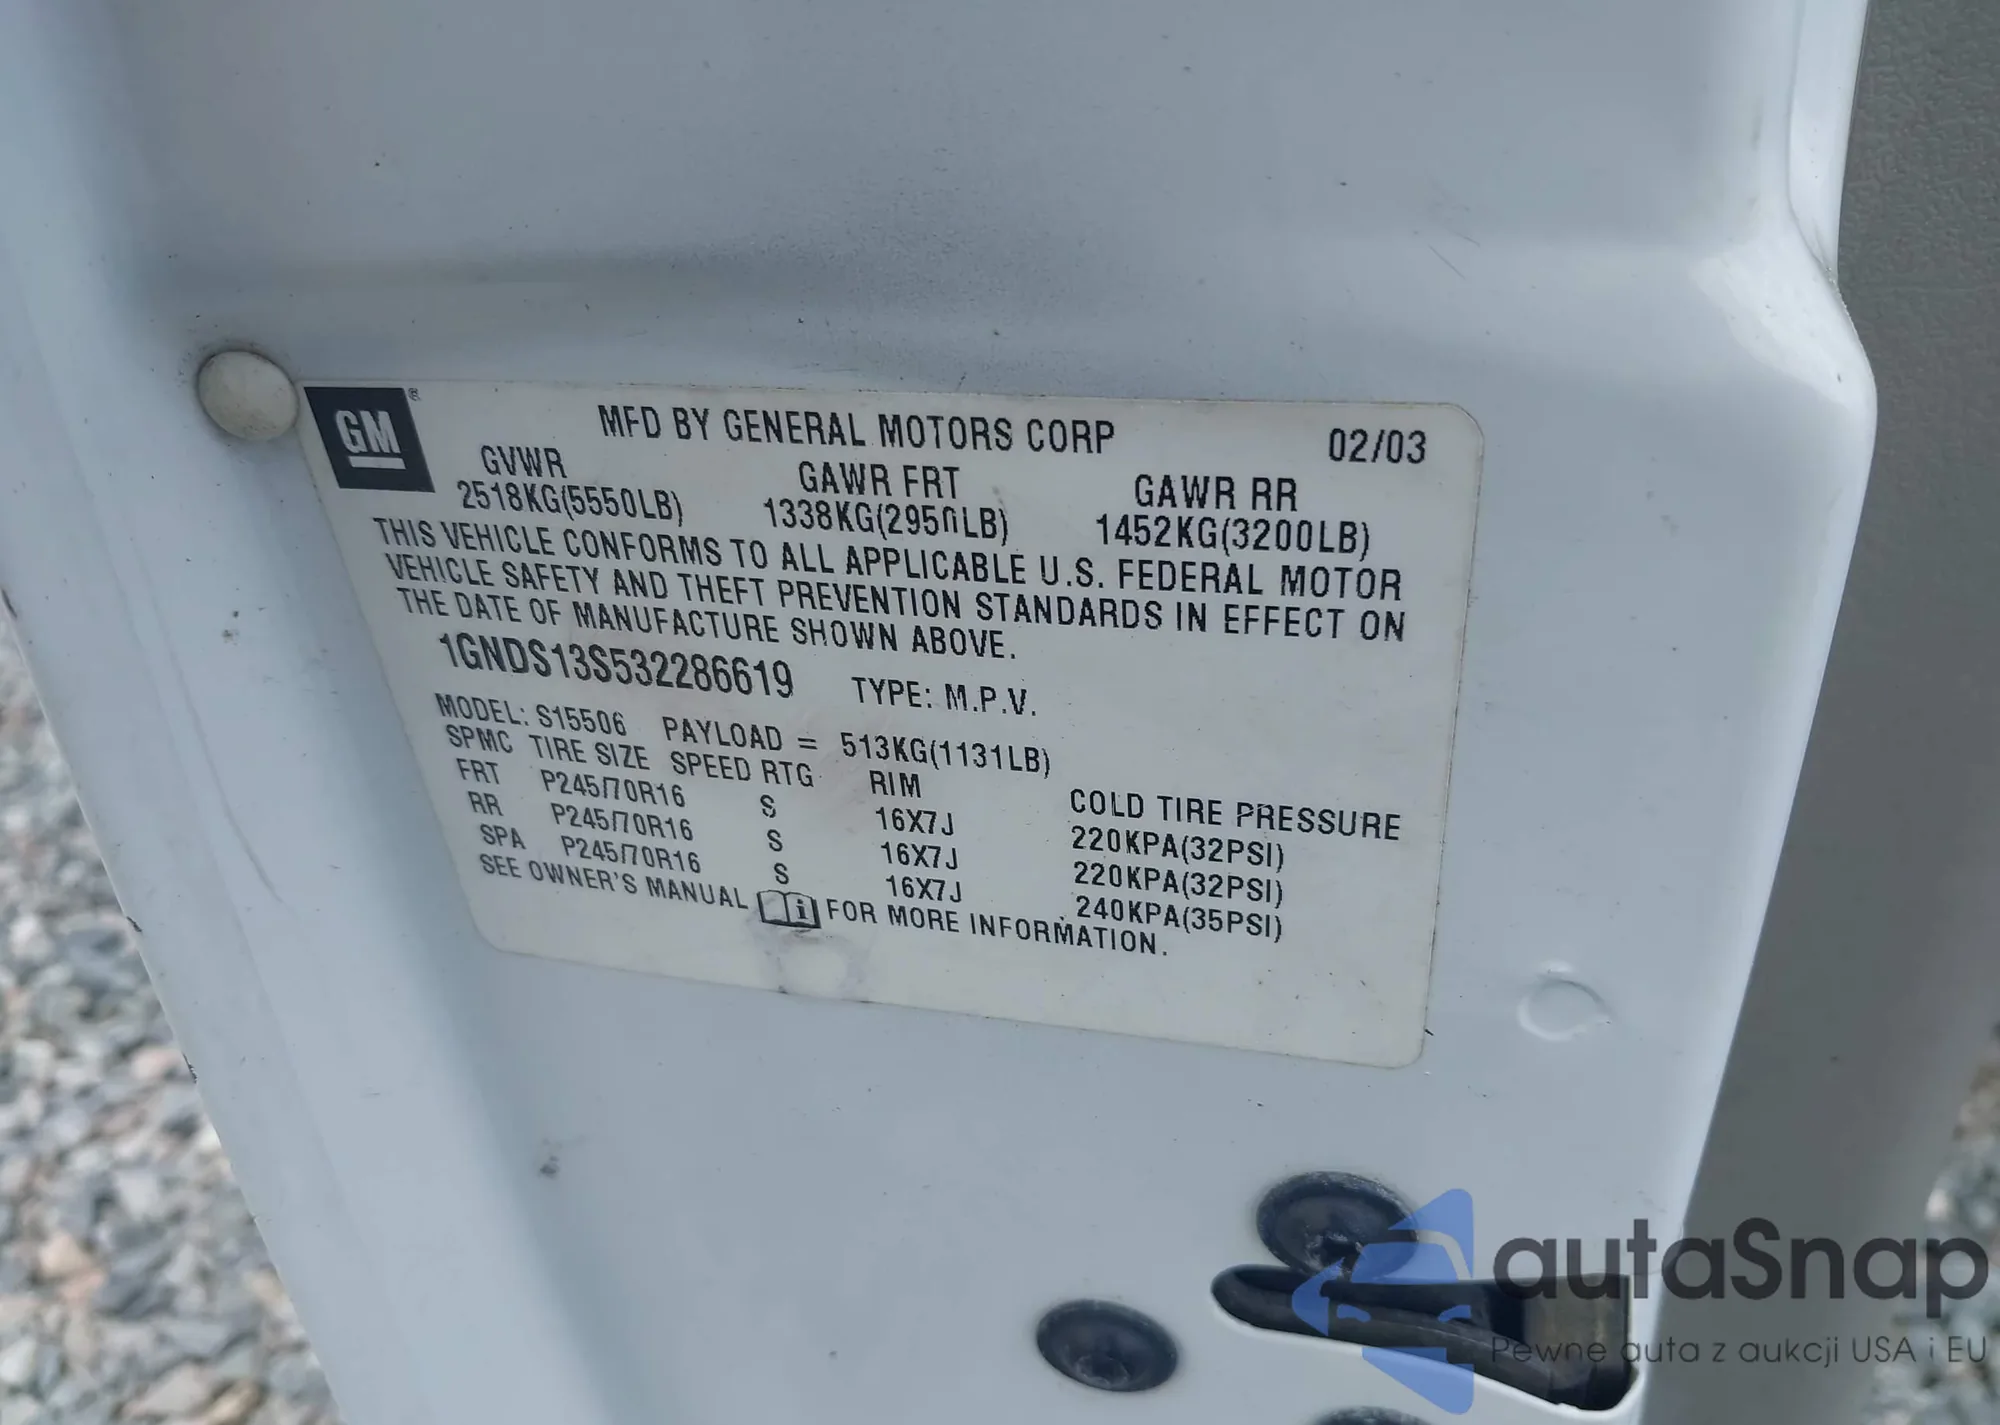 GM®
MFD BY GENERAL MOTORS CORP 02/03
GVWR GAWR FRT GAWR RR
2518KG(5550LB) 1338KG(2950LB) 1452KG(3200LB)
THIS VEHICLE CONFORMS TO ALL APPLICABLE U.S. FEDERAL MOTOR
VEHICLE SAFETY AND THEFT PREVENTION STANDARDS IN EFFECT ON
THE DATE OF MANUFACTURE SHOWN ABOVE.
1GNDS13S532286619 TYPE: M.P.V.
MODEL: S15506 PAYLOAD = 513KG(1131LB)
SPMC TIRE SIZE SPEED RTG RIM COLD TIRE PRESSURE
FRT P245/70R16 S 16X7J 220KPA(32PSI)
RR P245/70R16 S 16X7J 220KPA(32PSI)
SPA P245/70R16 S 16X7J 240KPA(35PSI)
SEE OWNER'S MANUAL i FOR MORE INFORMATION.
autaSnap
Pewne auta z aukcji USA i EU